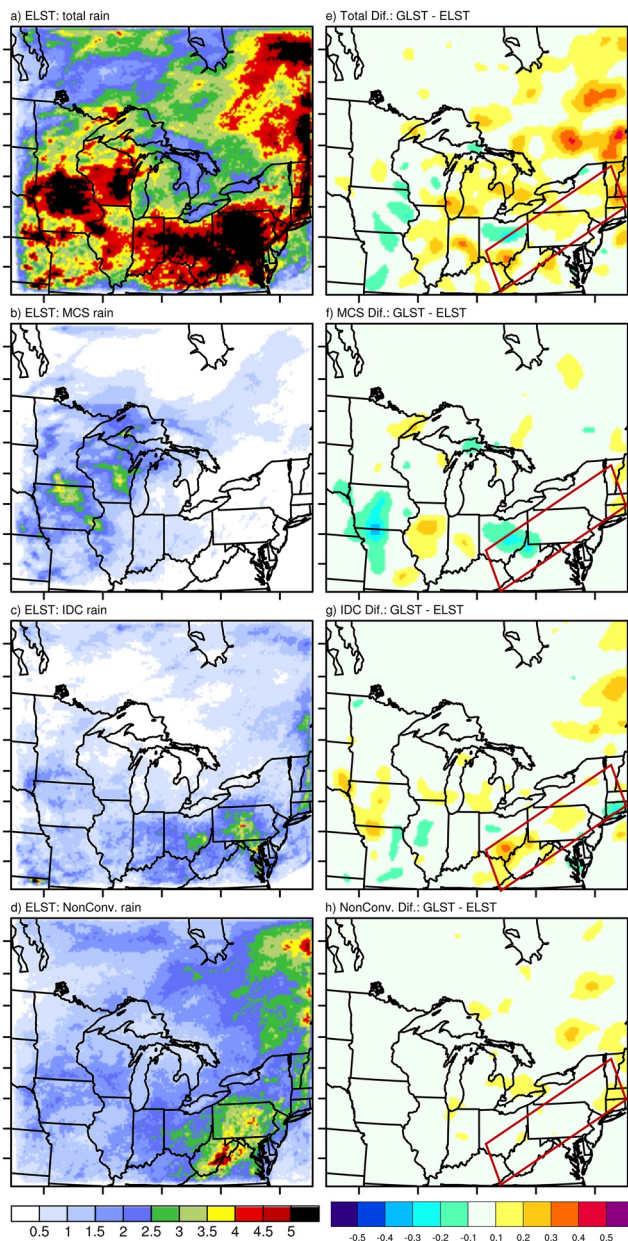 a) ELST: total rain
e) Total Dif.: GLST - ELST
b) ELST: MCS rain
f) MCS Dif.: GLST - ELST
c) ELST: IDC rain
g) IDC Dif.: GLST - ELST
d) ELST: NonConv. rain
h) NonConv. Dif.: GLST - ELST
0.5 1 1.5 2 2.5 3 3.5 4 4.5 5
-0.5 -0.4 -0.3 -0.2 -0.1 0.1 0.2 0.3 0.4 0.5